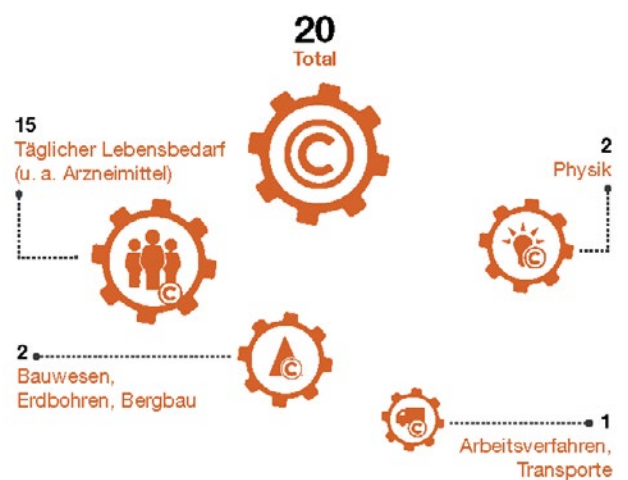 20
Total
15
Täglicher Lebensbedarf
(u. a. Arzneimittel)
2
Physik
2
Bauwesen,
Erdbohren, Bergbau
1
Arbeitsverfahren,
Transporte